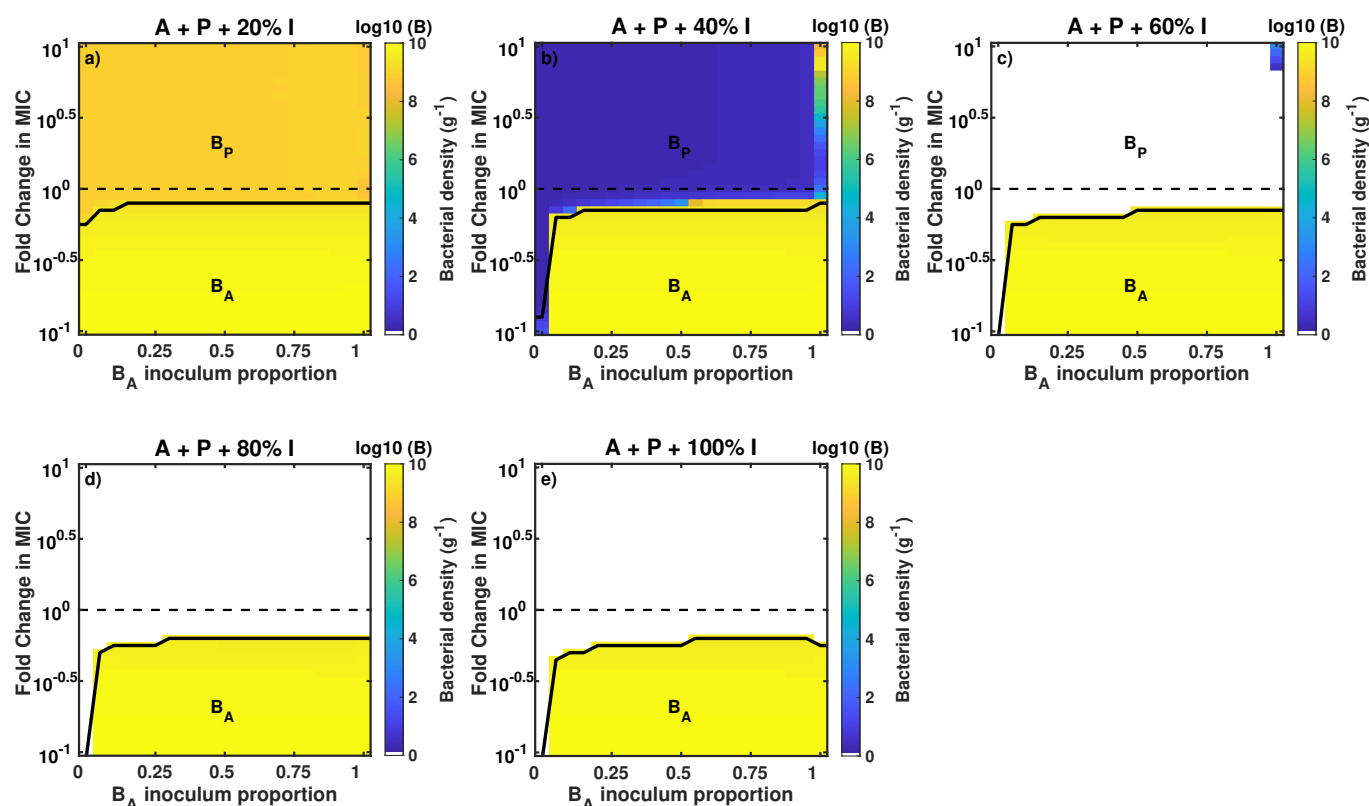 A + P + 20% I
log10 (B)
a)
10^1
10^0.5
10^0
10^-0.5
10^-1
Fold Change in MIC
B_P
B_A
0 0.25 0.5 0.75 1
B_A inoculum proportion
10
8
6
4
2
0
Bacterial density (g^-1)
A + P + 40% I
log10 (B)
b)
10^1
10^0.5
10^0
10^-0.5
10^-1
Fold Change in MIC
B_P
B_A
0 0.25 0.5 0.75 1
B_A inoculum proportion
10
8
6
4
2
0
Bacterial density (g^-1)
A + P + 60% I
log10 (B)
c)
10^1
10^0.5
10^0
10^-0.5
10^-1
Fold Change in MIC
B_P
B_A
0 0.25 0.5 0.75 1
B_A inoculum proportion
10
8
6
4
2
0
Bacterial density (g^-1)
A + P + 80% I
log10 (B)
d)
10^1
10^0.5
10^0
10^-0.5
10^-1
Fold Change in MIC
B_A
0 0.25 0.5 0.75 1
B_A inoculum proportion
10
8
6
4
2
0
Bacterial density (g^-1)
A + P + 100% I
log10 (B)
e)
10^1
10^0.5
10^0
10^-0.5
10^-1
Fold Change in MIC
B_A
0 0.25 0.5 0.75 1
B_A inoculum proportion
10
8
6
4
2
0
Bacterial density (g^-1)